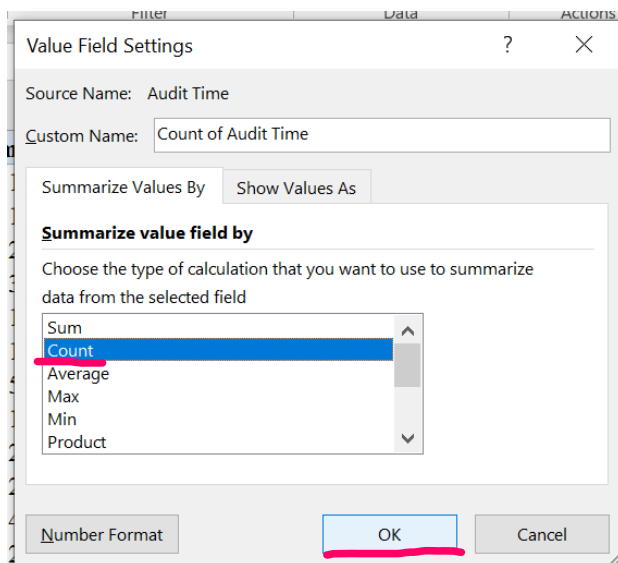 Filter Data Actions
Value Field Settings ? ×
Source Name: Audit Time
Custom Name: Count of Audit Time
Summarize Values By Show Values As
Summarize value field by
Choose the type of calculation that you want to use to summarize
data from the selected field
Sum
Count
Average
Max
Min
Product
Number Format OK Cancel